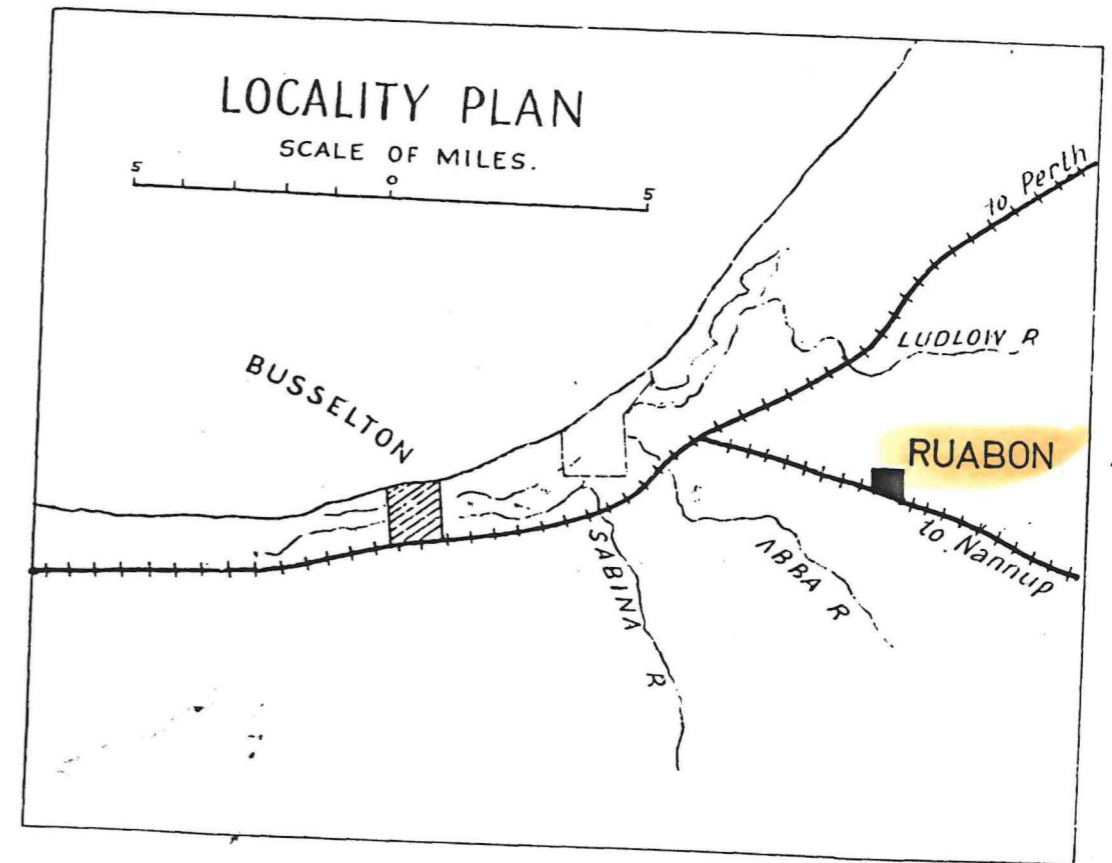 LOCALITY PLAN
SCALE OF MILES.
5 0 5
to Perth
LUDLOW R
BUSSELTON
RUABON
to Nannup
SABINA R
ABBA R